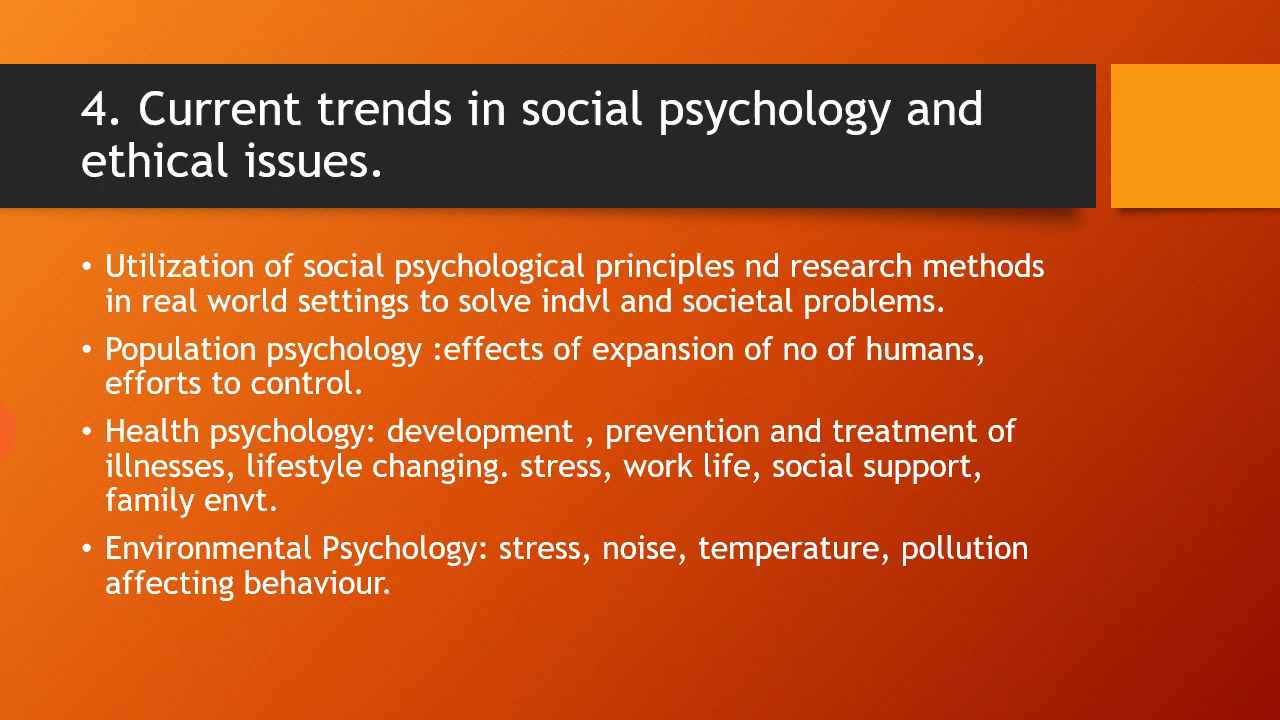 4. Current trends in social psychology and
ethical issues.
• Utilization of social psychological principles nd research methods
in real world settings to solve indvl and societal problems.
• Population psychology :effects of expansion of no of humans,
efforts to control.
• Health psychology: development , prevention and treatment of
illnesses, lifestyle changing. stress, work life, social support,
family envt.
• Environmental Psychology: stress, noise, temperature, pollution
affecting behaviour.